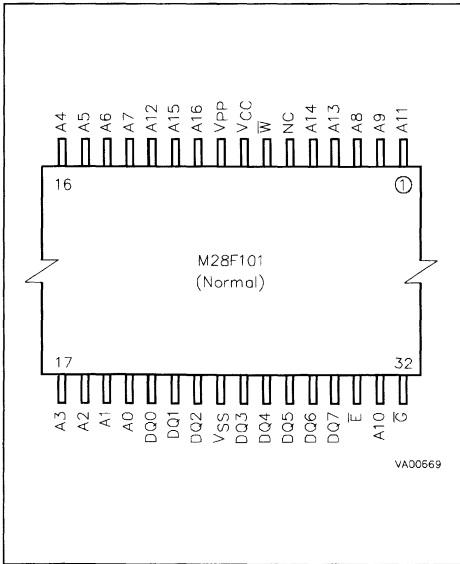 A4 A5 A6 A7 A12 A15 A16 VPP VCC W̅ NC A14 A13 A8 A9 A11
16 1
M28F101
(Normal)
17 32
A3 A2 A1 A0 DQ0 DQ1 DQ2 VSS DQ3 DQ4 DQ5 DQ6 DQ7 E̅ A10 G̅
VA00669